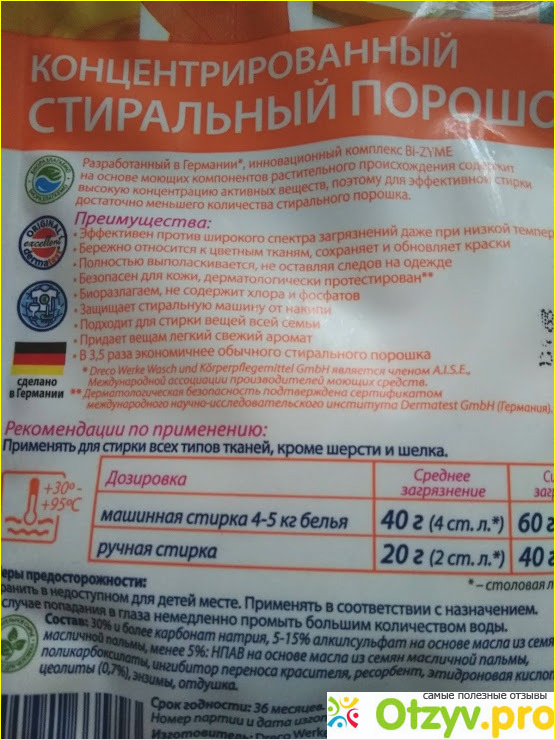 КОНЦЕНТРИРОВАННЫЙ
СТИРАЛЬНЫЙ ПОРОШО
Разработанный в Германии*, инновационный комплекс Bi-ZYME
на основе моющих компонентов растительного происхождения содержит
высокую концентрацию активных веществ, поэтому для эффективной стирки
достаточно меньшего количества стирального порошка.
Преимущества:
• Эффективен против широкого спектра загрязнений даже при низкой темпер
• Бережно относится к цветным тканям, сохраняет и обновляет краски
• Полностью выполаскивается, не оставляя следов на одежде
• Безопасен для кожи, дерматологически протестирован**
• Биоразлагаем, не содержит хлора и фосфатов
• Защищает стиральную машину от накипи
• Подходит для стирки вещей всей семьи
• Придает вещам легкий свежий аромат
• В 3,5 раза экономичнее обычного стирального порошка
ORIGINAL
excellent
dermatest
сделано
в Германии
* Dreco Werke Wasch und Körperpflegemittel GmbH является членом A.I.S.E.,
Международной ассоциации производителей моющих средств.
** Дерматологическая безопасность подтверждена сертификатом
международного научно-исследовательского института Dermatest GmbH (Германия).
Рекомендации по применению:
Применять для стирки всех типов тканей, кроме шерсти и шелка.
+30º-
+95ºC
Дозировка
Среднее
загрязнение
Си
заг
машинная стирка 4-5 кг белья
40 г (4 ст. л.*)
60 г
ручная стирка
20 г (2 ст. л.*)
40 г
* – столовая л
еры предосторожности:
ранить в недоступном для детей месте. Применять в соответствии с назначением.
случае попадания в глаза немедленно промыть большим количеством воды.
Состав: 30% и более карбонат натрия, 5-15% алкилсульфат на основе масла из семя
масличной пальмы, менее 5%: НПАВ на основе масла из семян масличной пальмы,
поликарбоксилаты, ингибитор переноса красителя, ресорбент, этидроновая кислот
цеолиты (0,7%), энзимы, отдушка.
Срок годности: 36 месяцев.
Номер партии и дата изгот
Изготовитель: Dreco Werke
самые полезные отзывы
Otzyv.pro